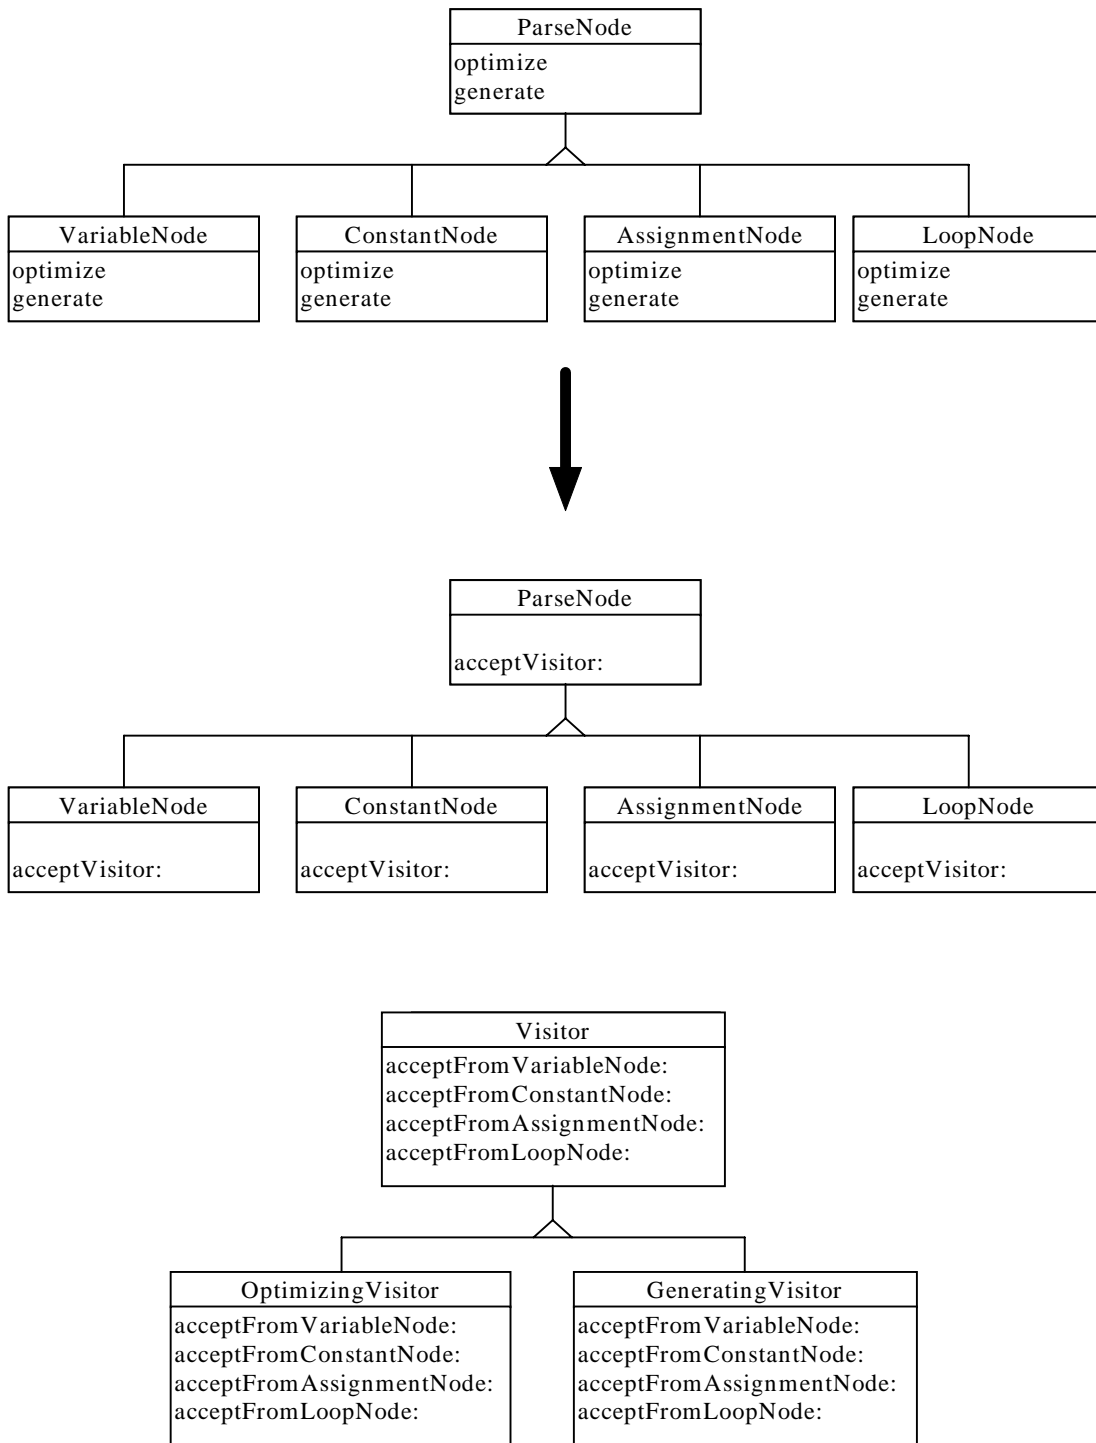 ParseNode
optimize
generate
VariableNode
optimize
generate
ConstantNode
optimize
generate
AssignmentNode
optimize
generate
LoopNode
optimize
generate
ParseNode
acceptVisitor:
VariableNode
acceptVisitor:
ConstantNode
acceptVisitor:
AssignmentNode
acceptVisitor:
LoopNode
acceptVisitor:
Visitor
acceptFromVariableNode:
acceptFromConstantNode:
acceptFromAssignmentNode:
acceptFromLoopNode:
OptimizingVisitor
acceptFromVariableNode:
acceptFromConstantNode:
acceptFromAssignmentNode:
acceptFromLoopNode:
GeneratingVisitor
acceptFromVariableNode:
acceptFromConstantNode:
acceptFromAssignmentNode:
acceptFromLoopNode: